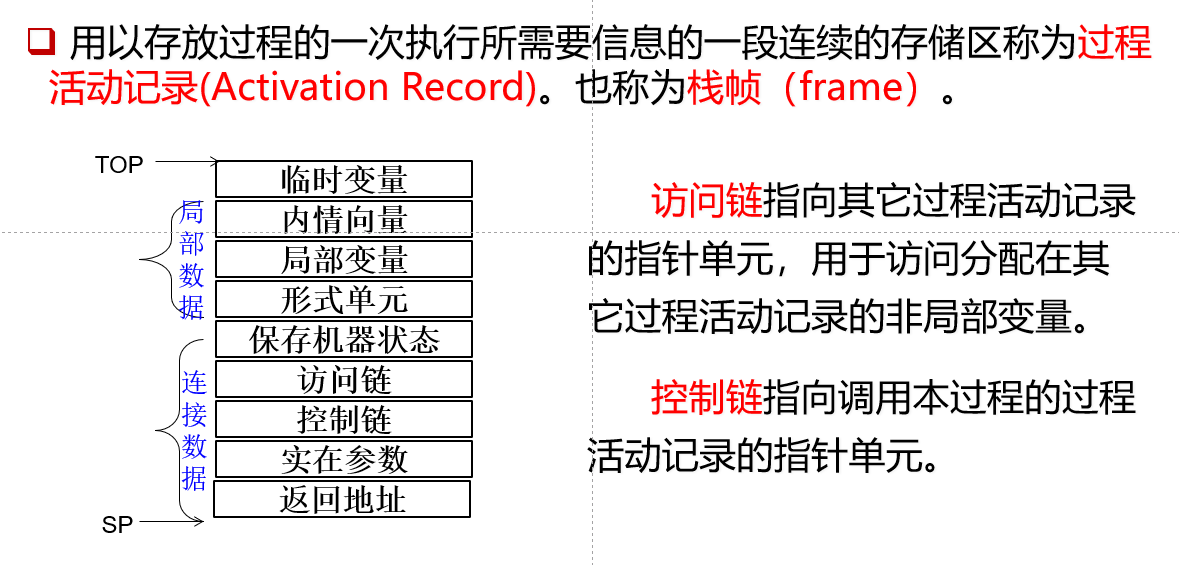 用以存放过程的一次执行所需要信息的一段连续的存储区称为过程
活动记录(Activation Record)。也称为栈帧（frame）。
TOP
临时变量
内情向量
局部变量
形式单元
保存机器状态
访问链
控制链
实在参数
返回地址
SP
局部数据
连接数据
访问链指向其它过程活动记录
的指针单元，用于访问分配在其
它过程活动记录的非局部变量。
控制链指向调用本过程的过程
活动记录的指针单元。